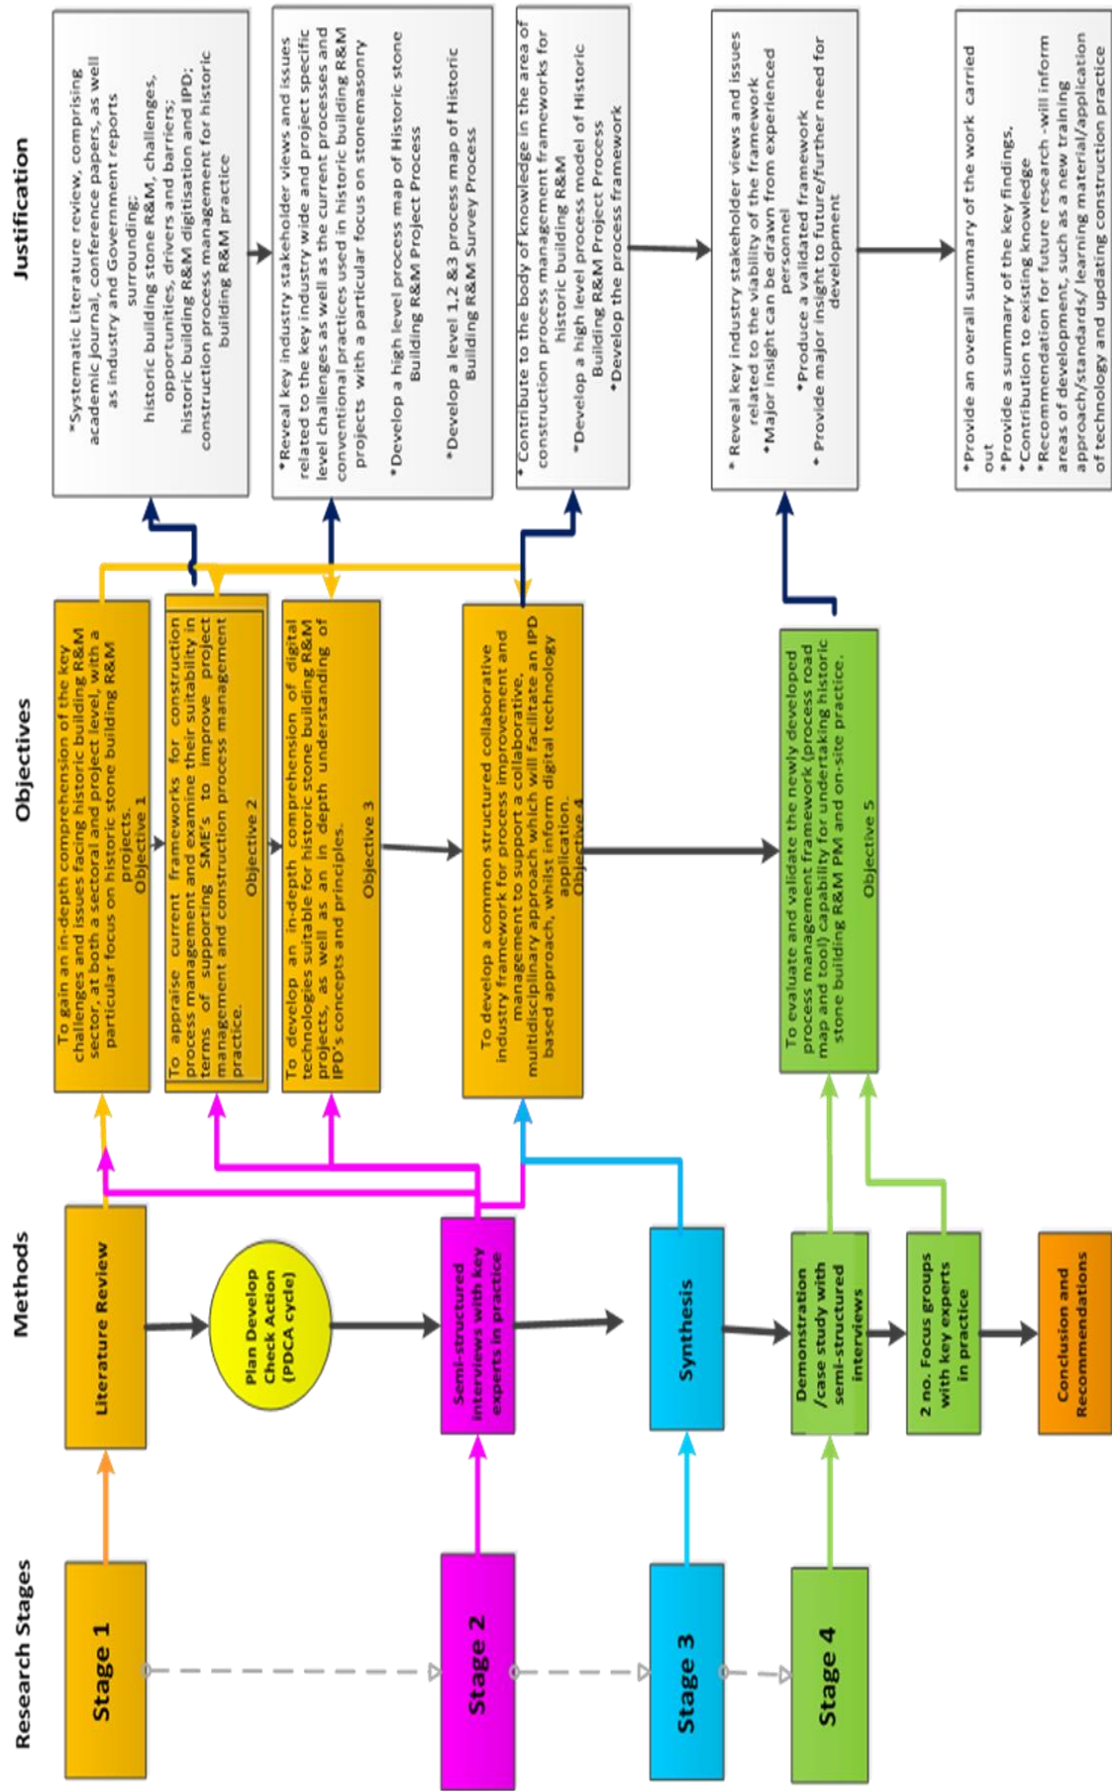 Research Stages
Methods
Objectives
Justification
Stage 1
Stage 2
Stage 3
Stage 4
Literature Review
Plan Develop
Check Action
(PDCA cycle)
Semi-structured
interviews with key
experts in practice
Synthesis
Demonstration
/case study with
semi-structured
interviews
2 no. Focus groups
with key experts
in practice
Conclusion and
Recommendations
To gain an in-depth comprehension of the key
challenges and issues facing historic building R&M
sector, at both a sectoral and project level, with a
particular focus on historic stone building R&M
projects.
Objective 1
To appraise current frameworks for construction
process management and examine their suitability in
terms of supporting SME's to improve project
management and construction process management
practice.
Objective 2
To develop an in-depth comprehension of digital
technologies suitable for historic stone building R&M
projects, as well as an in depth understanding of
IPD's concepts and principles.
Objective 3
To develop a common structured collaborative
industry framework for process improvement and
management to support a collaborative,
multidisciplinary approach which will facilitate an IPD
based approach, whilst inform digital technology
application.
Objective 4
To evaluate and validate the newly developed
process management framework (process road
map and tool) capability for undertaking historic
stone building R&M PM and on-site practice.
Objective 5
*Systematic Literature review, comprising
academic journal, conference papers, as well
as industry and Government reports
surrounding;
historic building stone R&M, challenges,
opportunities, drivers and barriers;
historic building R&M digitisation and IPD;
construction process management for historic
building R&M practice
*Reveal key industry stakeholder views and issues
related to the key industry wide and project specific
level challenges as well as the current processes and
conventional practices used in historic building R&M
projects with a particular focus on stonemasonry
*Develop a high level process map of Historic stone
Building R&M Project Process
*Develop a level 1,2 &3 process map of Historic
Building R&M Survey Process
* Contribute to the body of knowledge in the area of
construction process management frameworks for
historic building R&M
*Develop a high level process model of Historic
Building R&M Project Process
*Develop the process framework
* Reveal key industry stakeholder views and issues
related to the viability of the framework
*Major insight can be drawn from experienced
personnel
*Produce a validated framework
* Provide major insight to future/further need for
development
*Provide an overall summary of the work carried
out
*Provide a summary of the key findings,
*Contribution to existing knowledge
*Recommendation for future research -will inform
areas of development, such as a new training
approach/standards/ learning material/application
of technology and updating construction practice